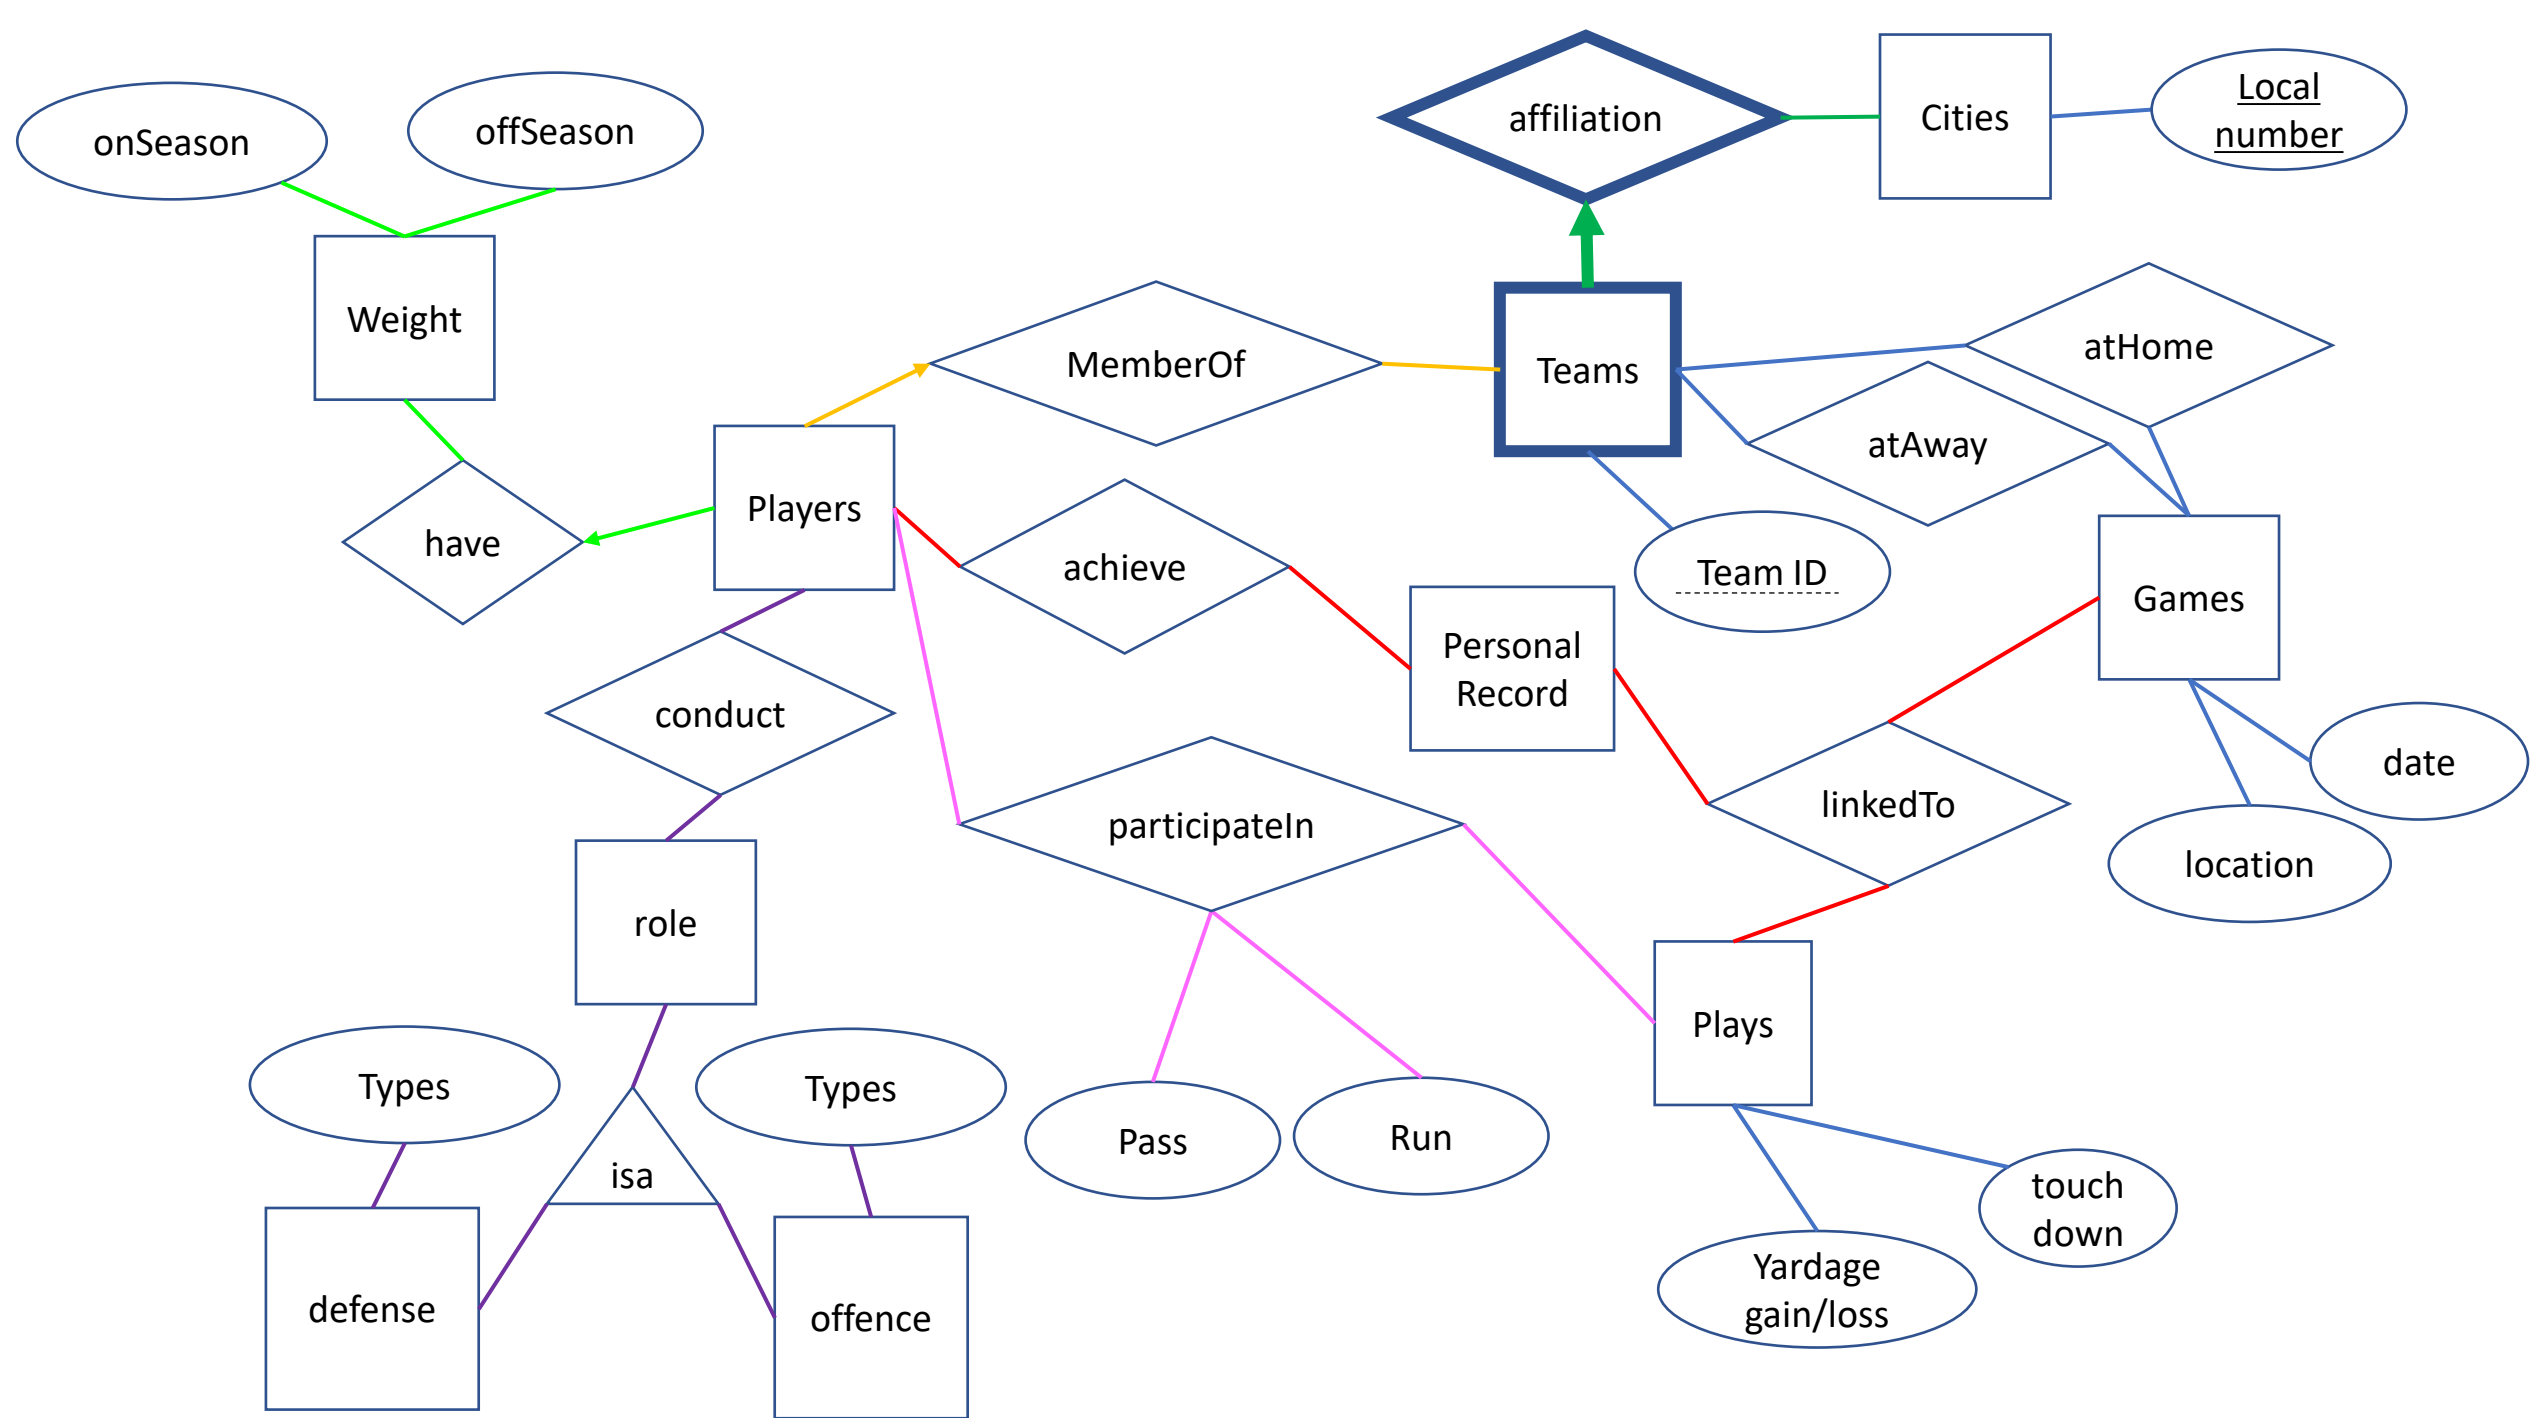 affiliation
Cities
Local
number
onSeason
offSeason
Weight
MemberOf
Teams
atHome
atAway
Players
have
achieve
Team ID
Games
Personal
Record
conduct
date
linkedTo
participateIn
location
role
Plays
Types
Types
Pass
Run
isa
touch
down
Yardage
gain/loss
defense
offence